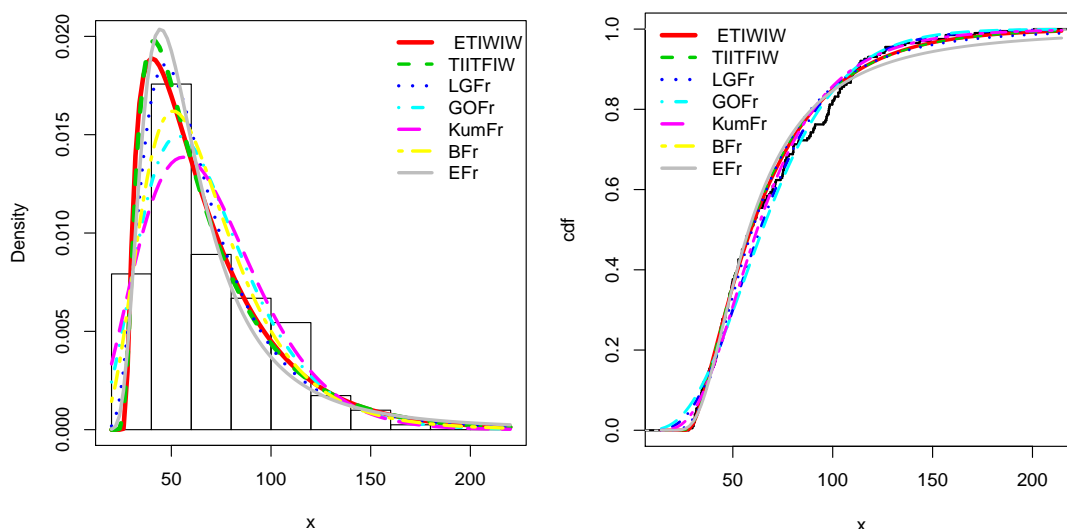 0.020
0.015
0.010
0.005
0.000
Density
50 100 150 200
x
ETIWIW
TIITFIW
LGFr
GOFr
KumFr
BFr
EFr
1.0
0.8
0.6
0.4
0.2
0.0
cdf
50 100 150 200
x
ETIWIW
TIITFIW
LGFr
GOFr
KumFr
BFr
EFr